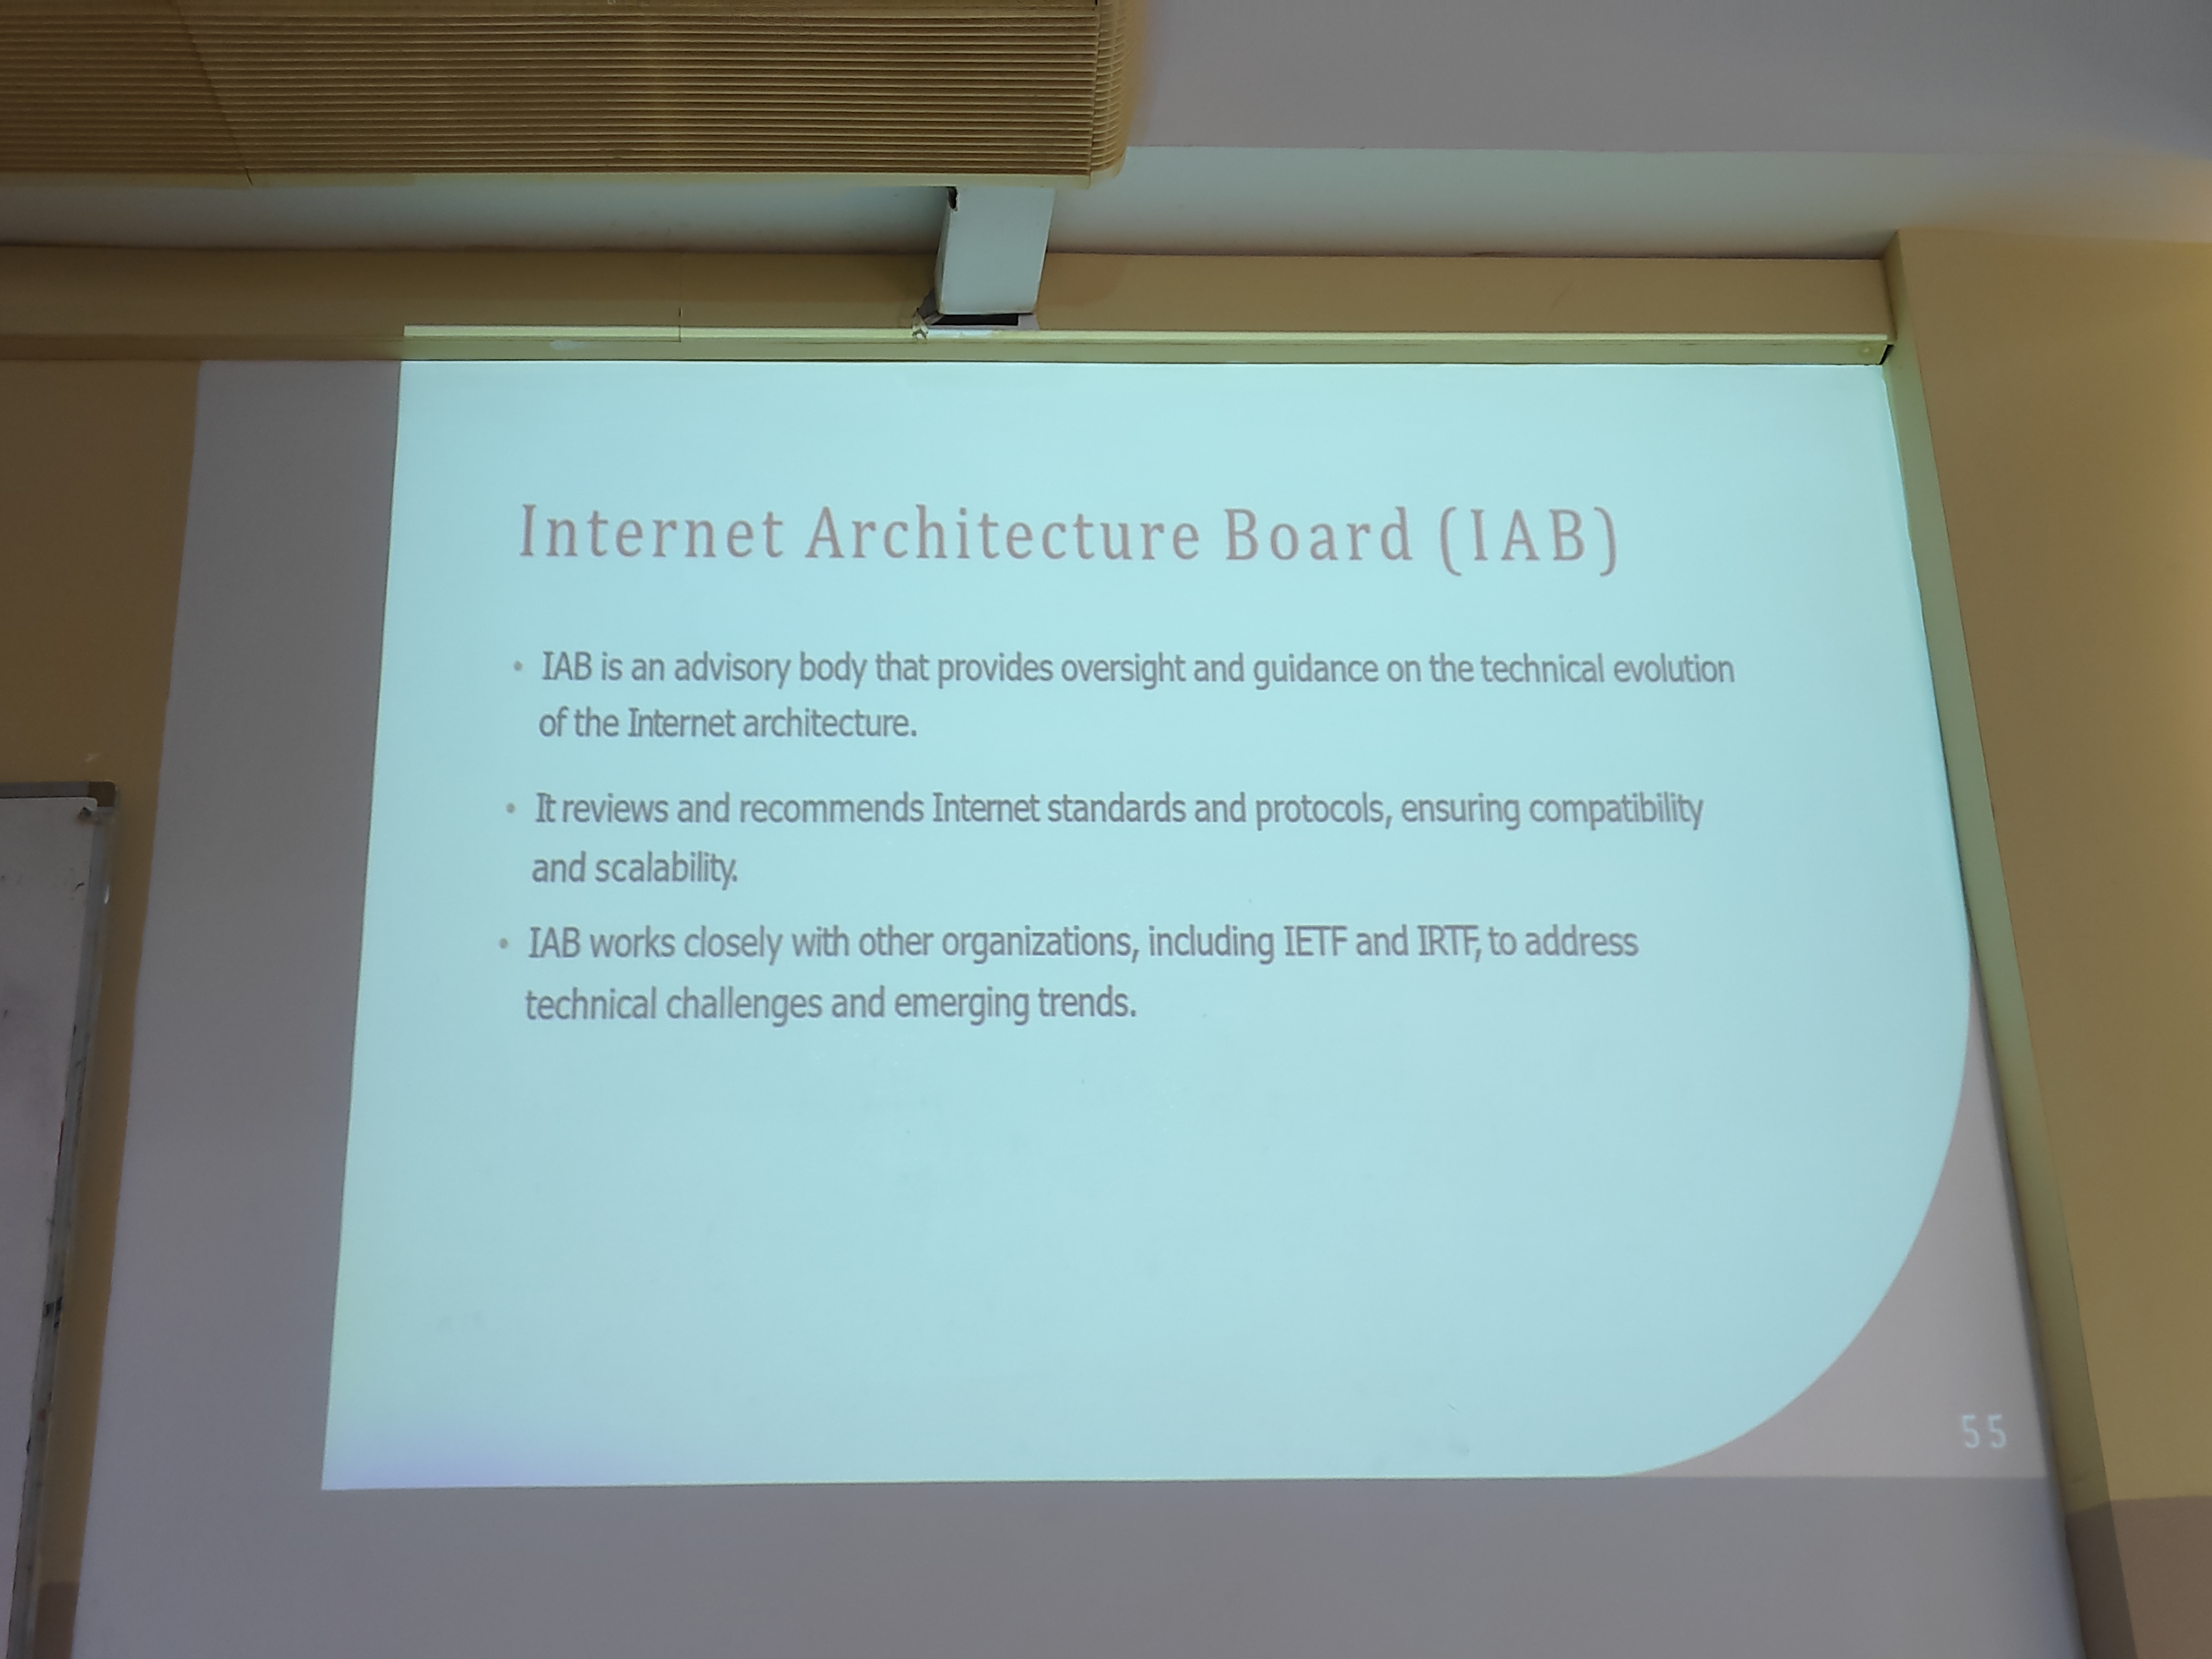 Internet Architecture Board (IAB)
• IAB is an advisory body that provides oversight and guidance on the technical evolution
of the Internet architecture.
• It reviews and recommends Internet standards and protocols, ensuring compatibility
and scalability.
• IAB works closely with other organizations, including IETF and IRTF, to address
technical challenges and emerging trends.
55